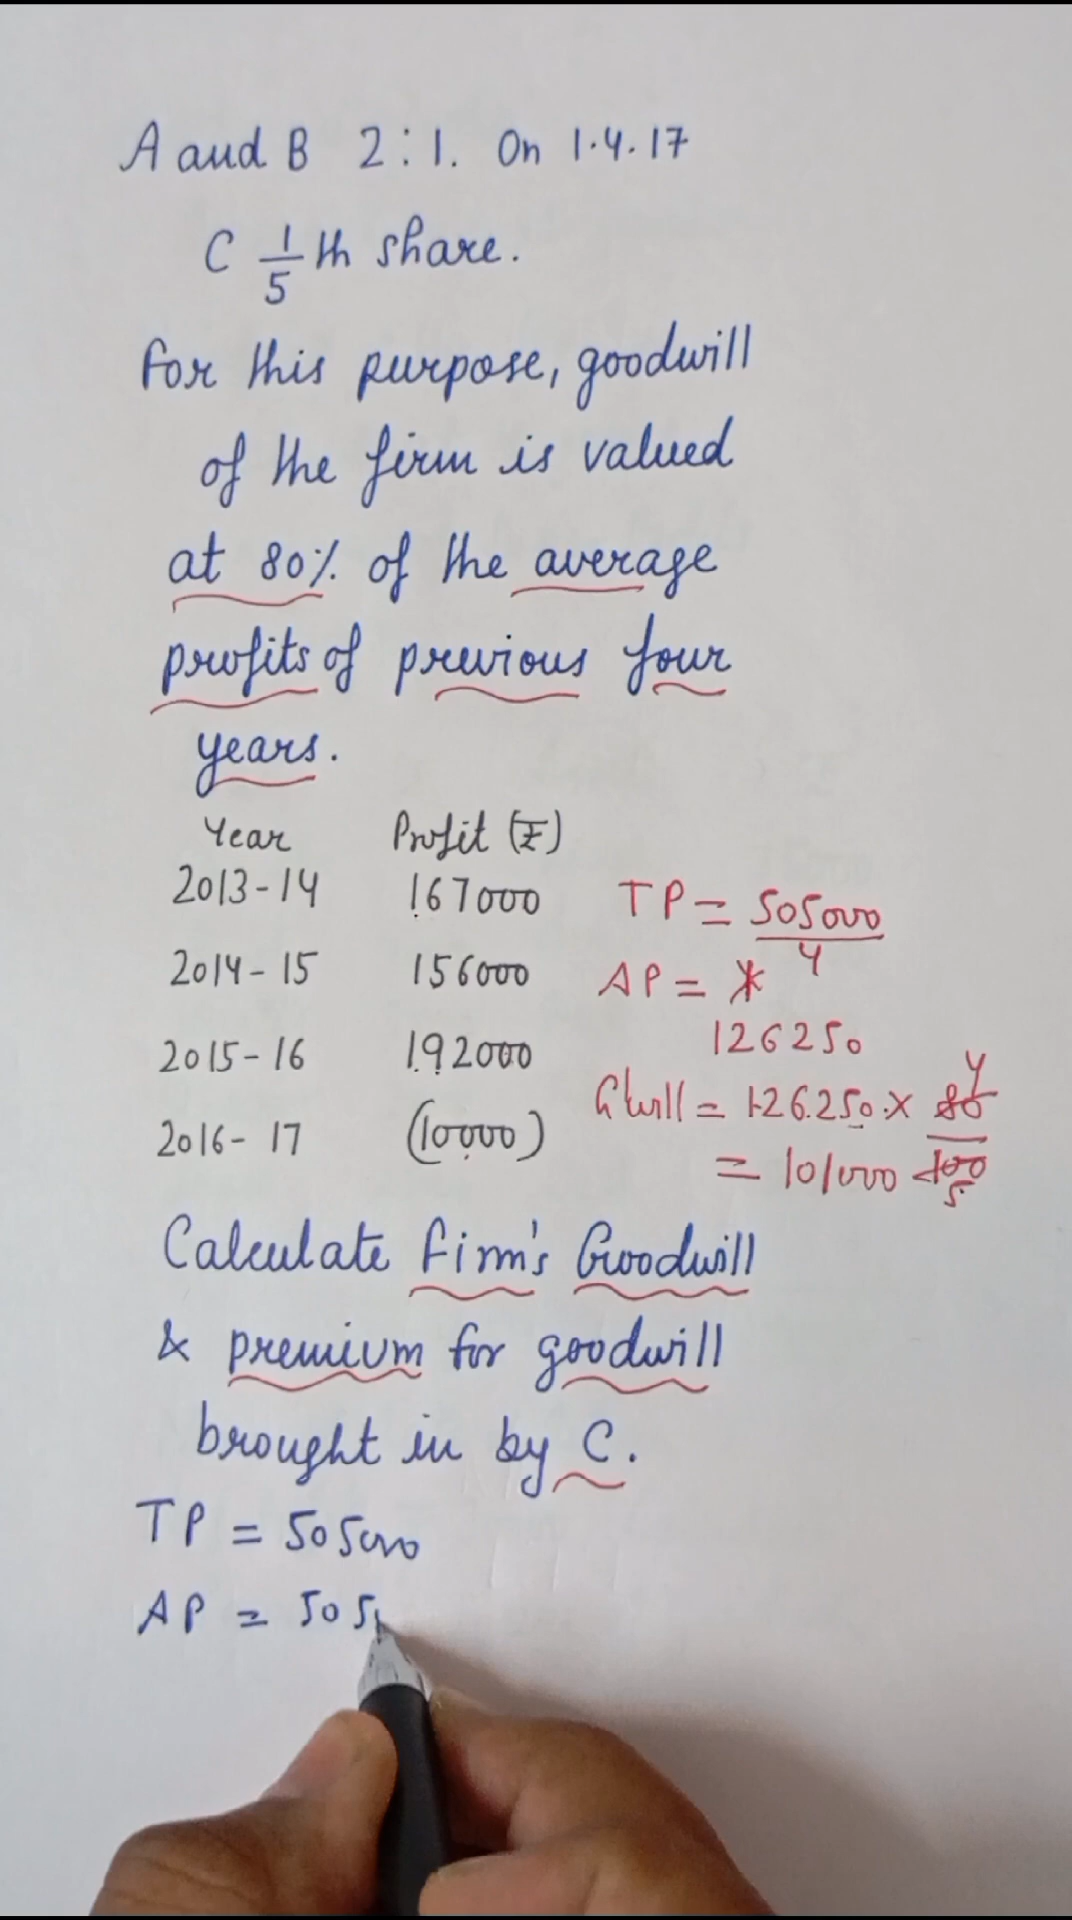 A and B 2:1. On 1.4.17
C 1/5 th share.
For this purpose, goodwill
of the firm is valued
at 80% of the average
profits of previous four
years.
Year Profit (₹)
2013-14 167000
2014-15 156000
2015-16 192000
2016-17 (10000)
TP = 505000/4
AP =
126250
G/will = 126250 x 80/100 4/5
= 101000
Calculate Firm's Goodwill
& premium for goodwill
brought in by C.
TP = 505000
AP = 505